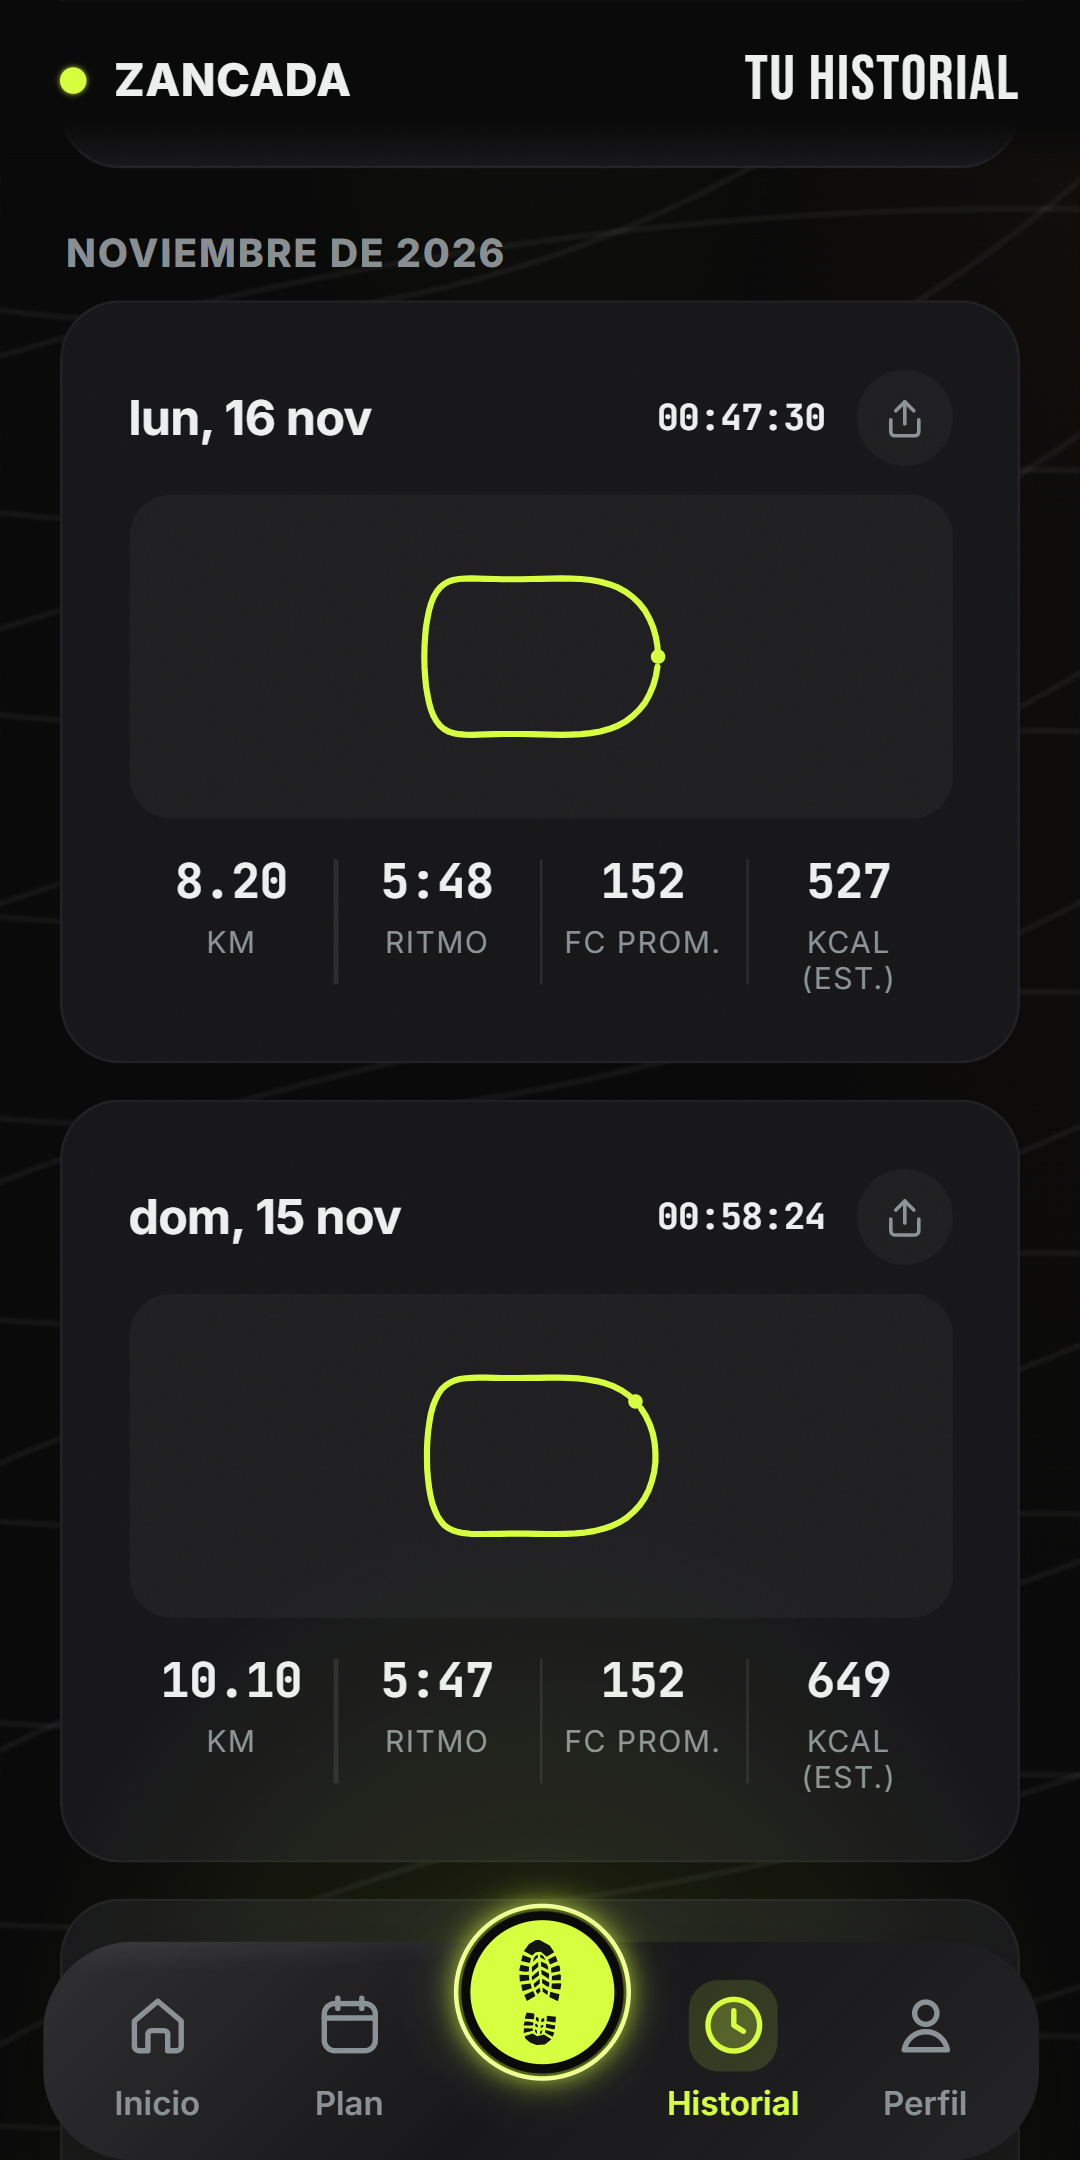 ZANCADA
TU HISTORIAL
NOVIEMBRE DE 2026
lun, 16 nov
00:47:30
8.20
5:48
152
527
KM
RITMO
FC PROM.
KCAL
(EST.)
dom, 15 nov
00:58:24
10.10
5:47
152
649
KM
RITMO
FC PROM.
KCAL
(EST.)
Inicio
Plan
Historial
Perfil